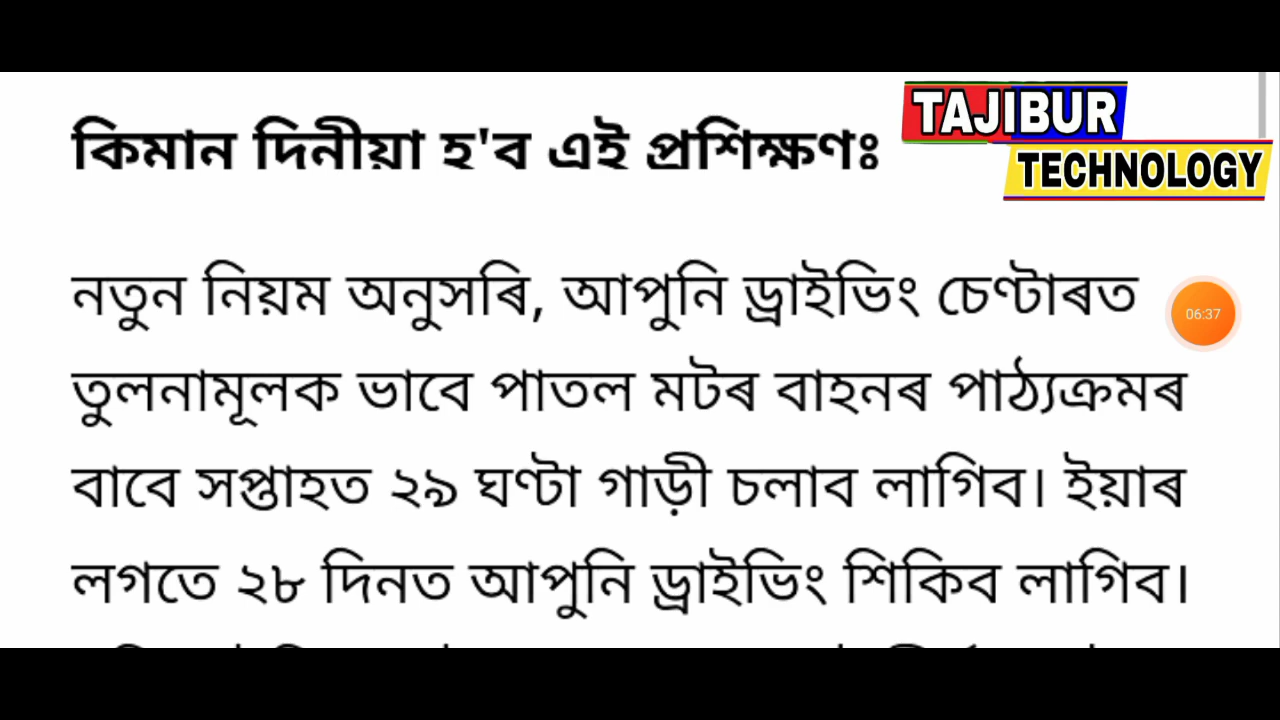 কিমান দিনীয়া হ'ব এই প্ৰশিক্ষণঃ
TAJIBUR
TECHNOLOGY
নতুন নিয়ম অনুসৰি, আপুনি ড্ৰাইভিং চেণ্টাৰত
06:37
তুলনামূলক ভাবে পাতল মটৰ বাহনৰ পাঠ্যক্ৰমৰ
বাবে সপ্তাহত ২৯ ঘণ্টা গাড়ী চলাব লাগিব। ইয়াৰ
লগতে ২৮ দিনত আপুনি ড্ৰাইভিং শিকিব লাগিব।